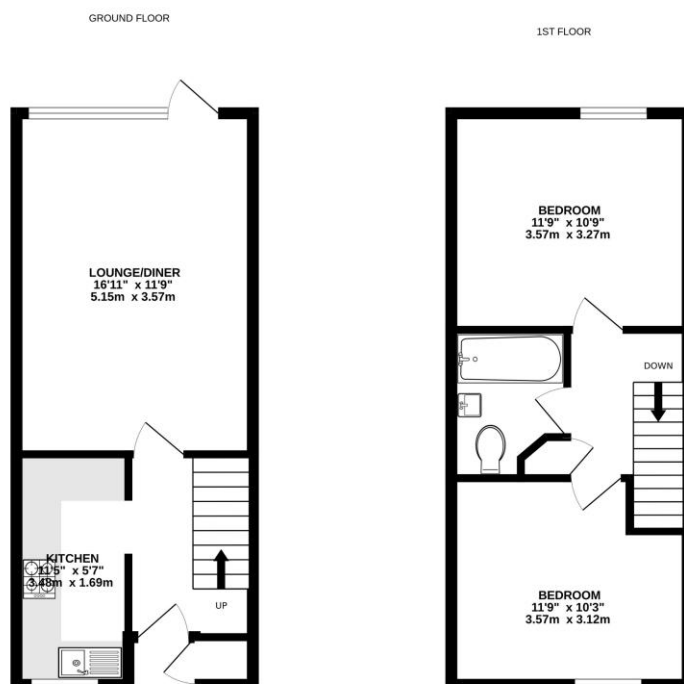 GROUND FLOOR
1ST FLOOR
LOUNGE/DINER
16'11" x 11'9"
5.15m x 3.57m
KITCHEN
11'5" x 5'7"
3.48m x 1.69m
UP
BEDROOM
11'9" x 10'9"
3.57m x 3.27m
DOWN
BEDROOM
11'9" x 10'3"
3.57m x 3.12m